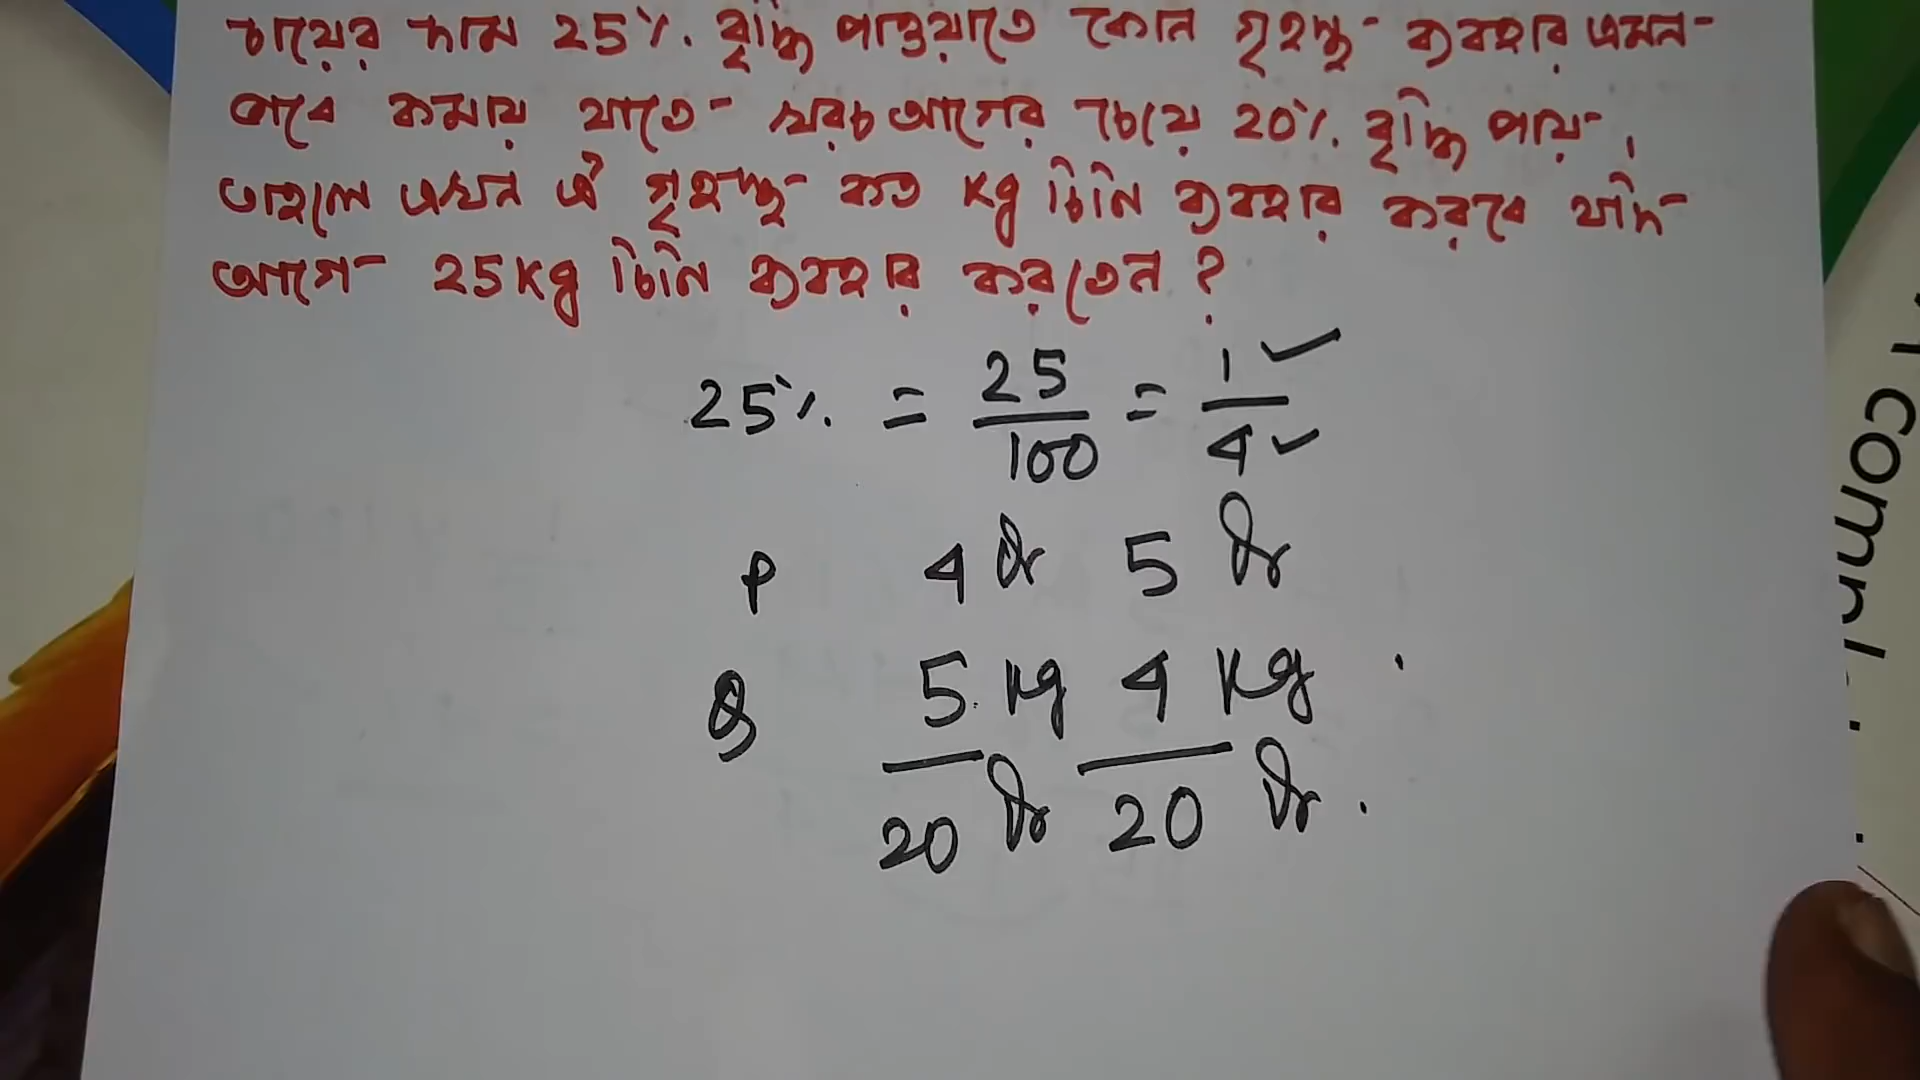 চায়ের দাম 25%. বৃদ্ধি পাওয়াতে কোন গৃহস্থ ব্যবহার এমন
ভাবে কমায় যাতে খরচ আগের চেয়ে 20%. বৃদ্ধি পায়,
তাহলে এখন ঐ গৃহস্থ কত Kg চিনি ব্যবহার করবে যদি
আগে 25Kg চিনি ব্যবহার করতেন ?
25%. = 25/100 = 1/4
P 4 টা 5 টা
Q 5 Kg 4 Kg
20 টা 20 টা.